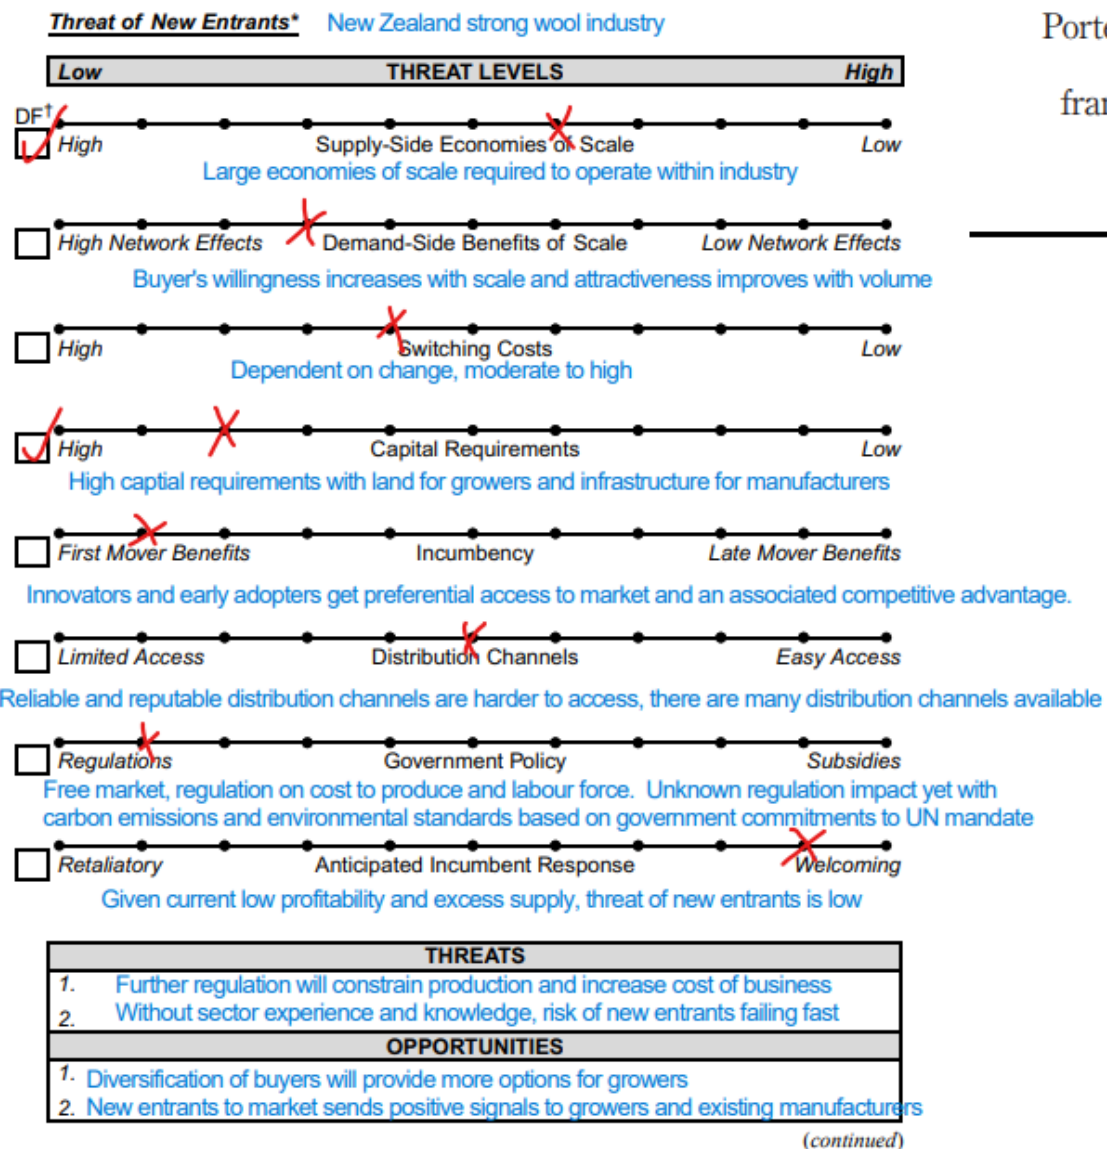 Threat of New Entrants* New Zealand strong wool industry
Porte
Low THREAT LEVELS High
fran
DF†
High Supply-Side Economies of Scale Low
Large economies of scale required to operate within industry
High Network Effects Demand-Side Benefits of Scale Low Network Effects
Buyer's willingness increases with scale and attractiveness improves with volume
High Switching Costs Low
Dependent on change, moderate to high
High Capital Requirements Low
High captial requirements with land for growers and infrastructure for manufacturers
First Mover Benefits Incumbency Late Mover Benefits
Innovators and early adopters get preferential access to market and an associated competitive advantage.
Limited Access Distribution Channels Easy Access
Reliable and reputable distribution channels are harder to access, there are many distribution channels available
Regulations Government Policy Subsidies
Free market, regulation on cost to produce and labour force. Unknown regulation impact yet with
carbon emissions and environmental standards based on government commitments to UN mandate
Retaliatory Anticipated Incumbent Response Welcoming
Given current low profitability and excess supply, threat of new entrants is low
THREATS
1. Further regulation will constrain production and increase cost of business
2. Without sector experience and knowledge, risk of new entrants failing fast
OPPORTUNITIES
1. Diversification of buyers will provide more options for growers
2. New entrants to market sends positive signals to growers and existing manufacturers
(continued)